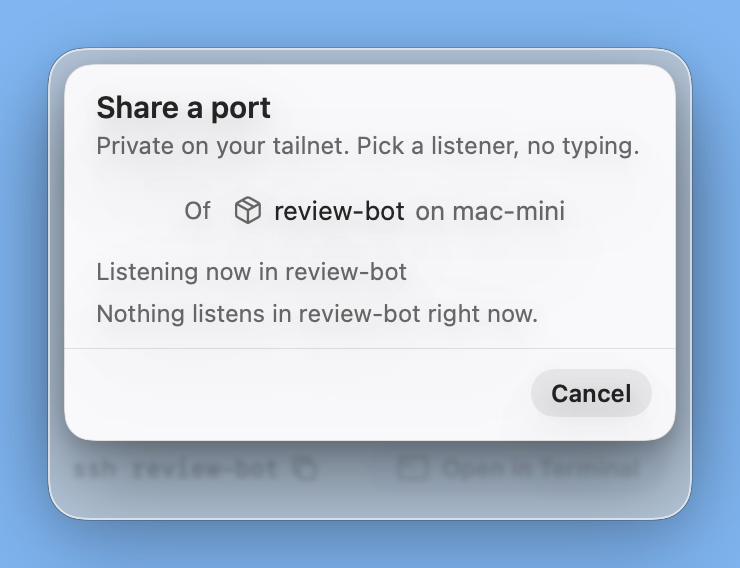 Share a port
Private on your tailnet. Pick a listener, no typing.
Of review-bot on mac-mini
Listening now in review-bot
Nothing listens in review-bot right now.
Cancel
ssh review-bot Open in Terminal